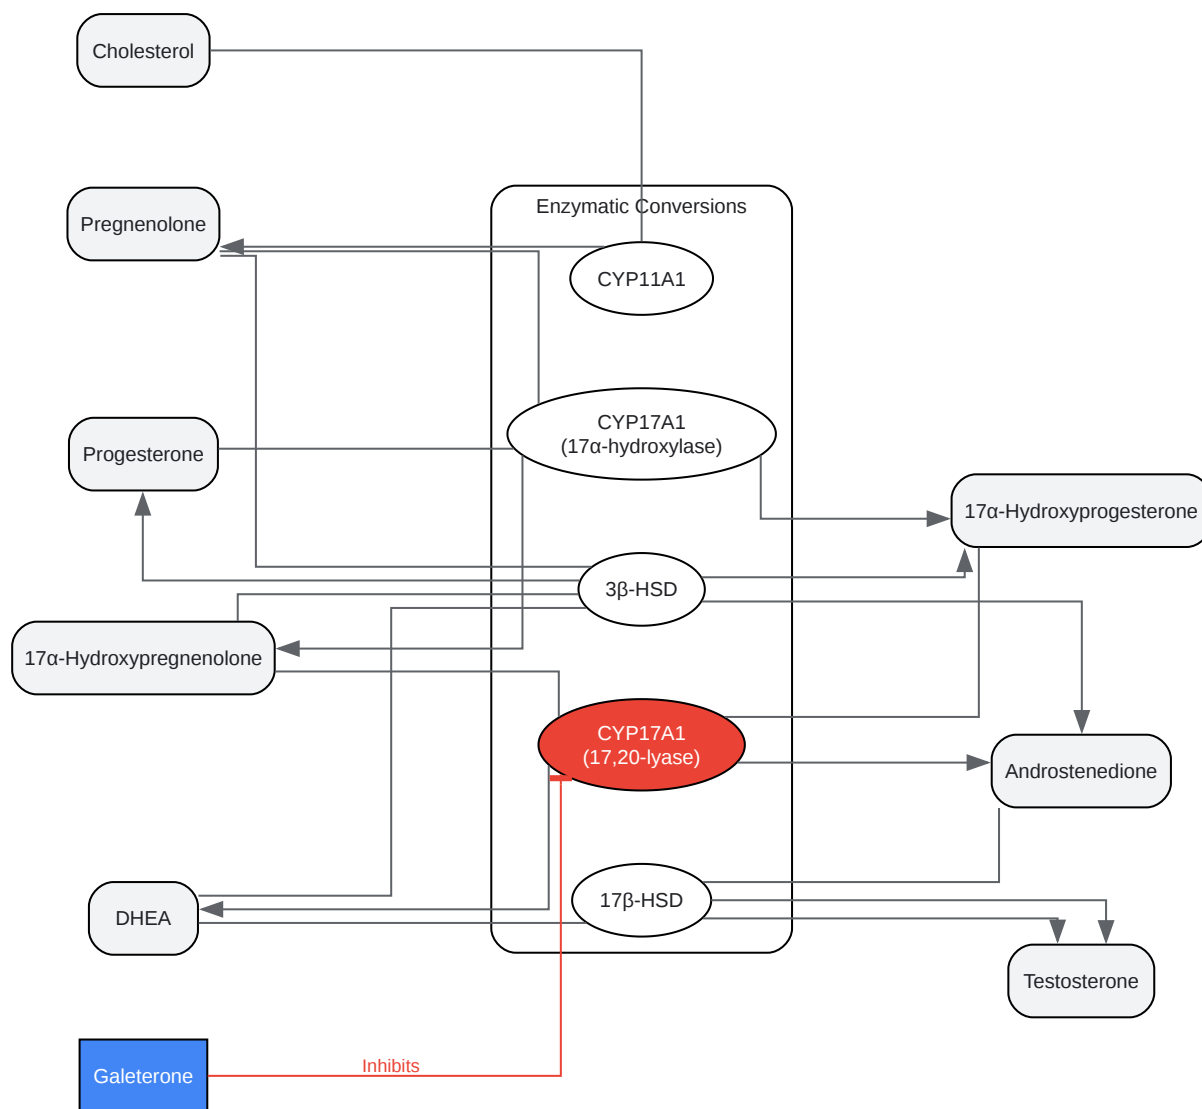 Cholesterol
Pregnenolone
Enzymatic Conversions
CYP11A1
CYP17A1
(17α-hydroxylase)
Progesterone
17α-Hydroxyprogesterone
3β-HSD
17α-Hydroxypregnenolone
CYP17A1
(17,20-lyase)
Androstenedione
17β-HSD
DHEA
Testosterone
Inhibits
Galeterone